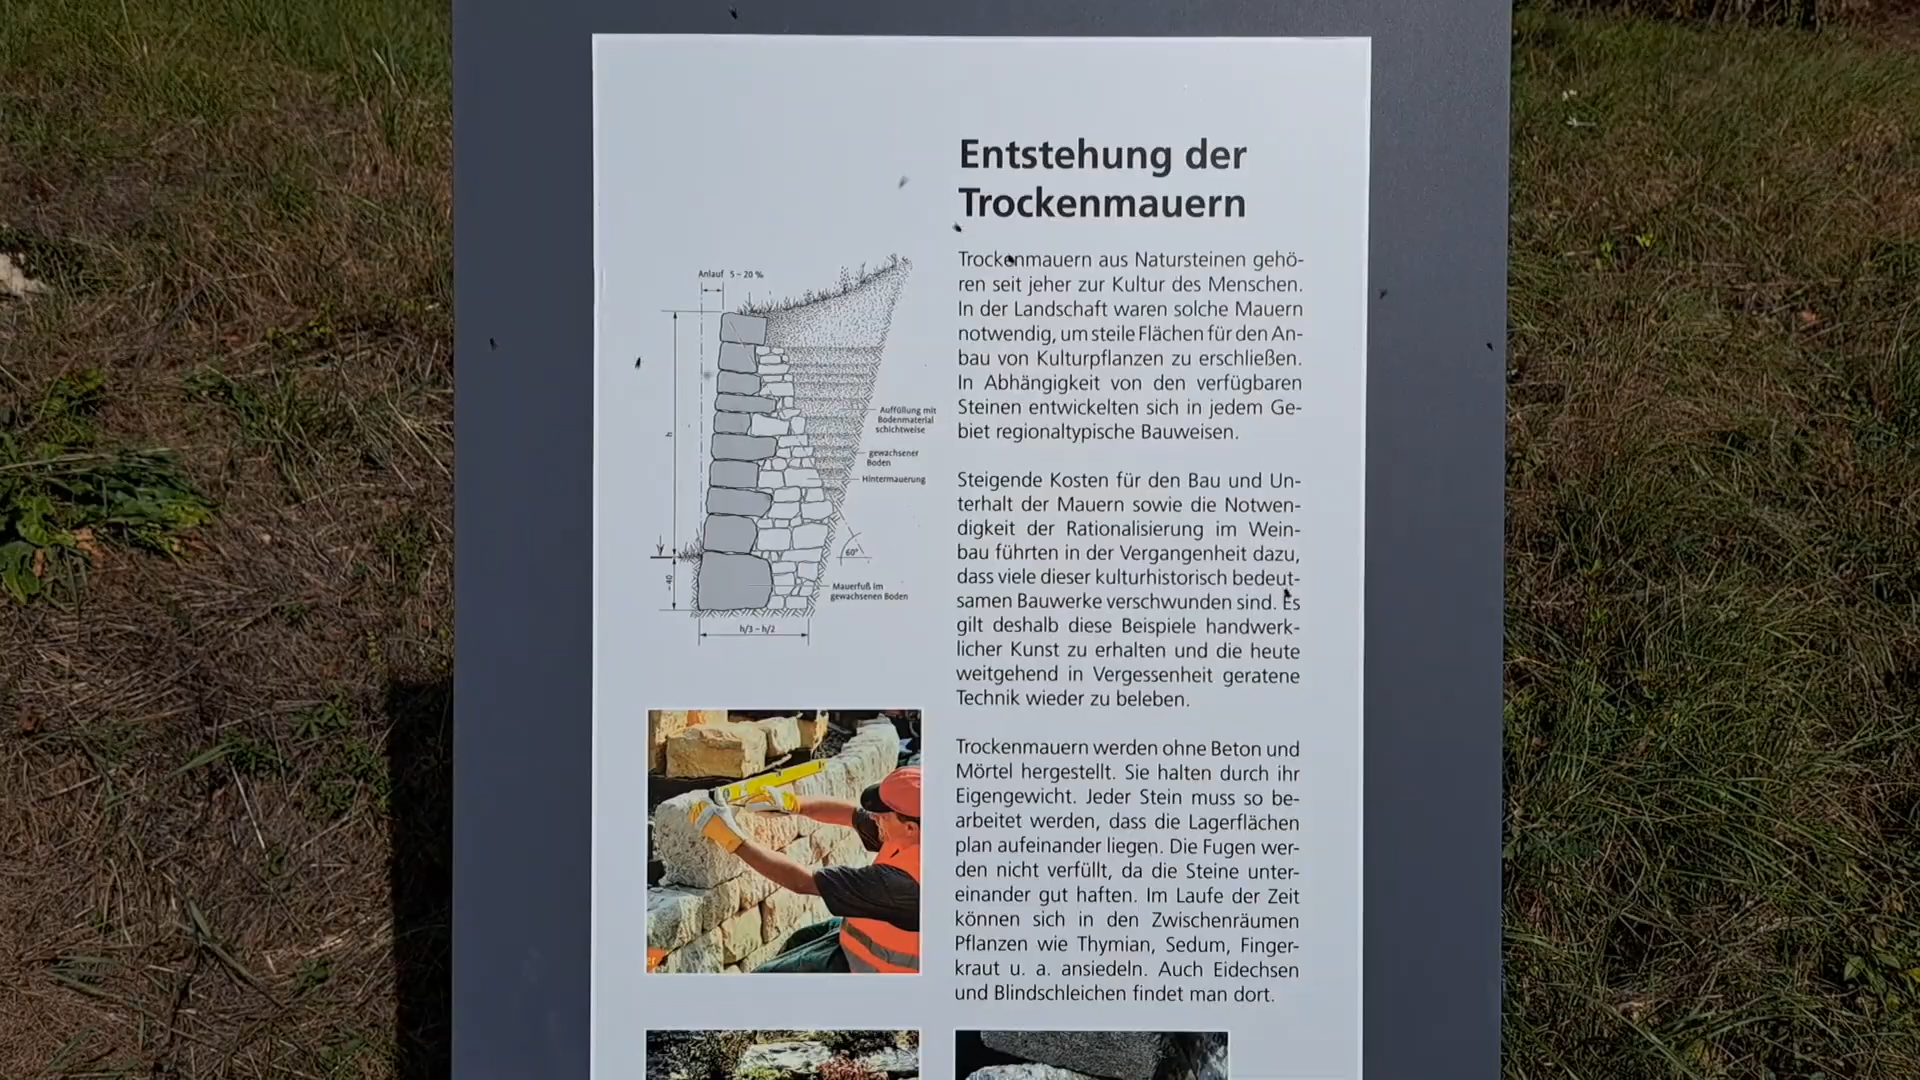 Entstehung der
Trockenmauern
Trockenmauern aus Natursteinen gehö-
ren seit jeher zur Kultur des Menschen.
In der Landschaft waren solche Mauern
notwendig, um steile Flächen für den An-
bau von Kulturpflanzen zu erschließen.
In Abhängigkeit von den verfügbaren
Steinen entwickelten sich in jedem Ge-
biet regionaltypische Bauweisen.
Steigende Kosten für den Bau und Un-
terhalt der Mauern sowie die Notwen-
digkeit der Rationalisierung im Wein-
bau führten in der Vergangenheit dazu,
dass viele dieser kulturhistorisch bedeut-
samen Bauwerke verschwunden sind. Es
gilt deshalb diese Beispiele handwerk-
licher Kunst zu erhalten und die heute
weitgehend in Vergessenheit geratene
Technik wieder zu beleben.
Trockenmauern werden ohne Beton und
Mörtel hergestellt. Sie halten durch ihr
Eigengewicht. Jeder Stein muss so be-
arbeitet werden, dass die Lagerflächen
plan aufeinander liegen. Die Fugen wer-
den nicht verfüllt, da die Steine unter-
einander gut haften. Im Laufe der Zeit
können sich in den Zwischenräumen
Pflanzen wie Thymian, Sedum, Finger-
kraut u. a. ansiedeln. Auch Eidechsen
und Blindschleichen findet man dort.
Anlauf 5 – 20 %
h
Auffüllung mit
Bodenmaterial
schichtweise
gewachsener
Boden
Hintermauerung
60°
~ 40
Mauerfuß im
gewachsenen Boden
h/3 – h/2